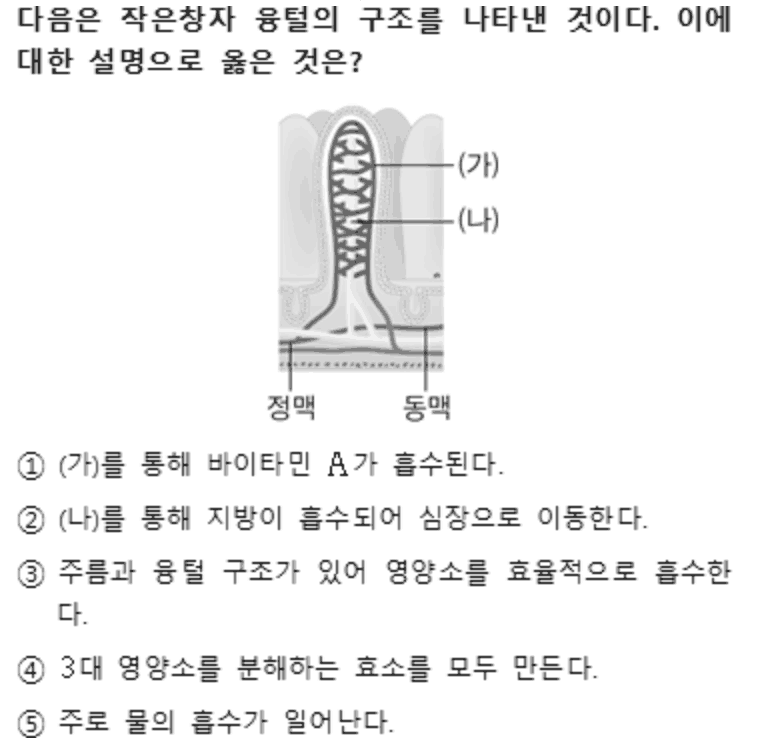 다음은 작은창자 융털의 구조를 나타낸 것이다. 이에
대한 설명으로 옳은 것은?
(가)
(나)
정맥
동맥
① (가)를 통해 바이타민 A가 흡수된다.
② (나)를 통해 지방이 흡수되어 심장으로 이동한다.
③ 주름과 융털 구조가 있어 영양소를 효율적으로 흡수한
다.
④ 3대 영양소를 분해하는 효소를 모두 만든다.
⑤ 주로 물의 흡수가 일어난다.